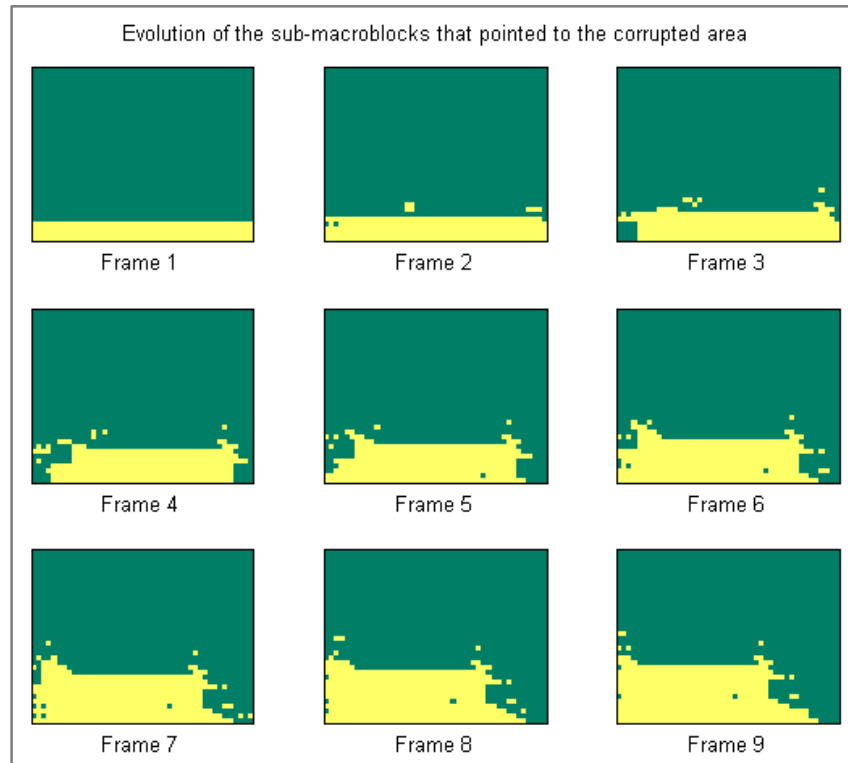 Evolution of the sub-macroblocks that pointed to the corrupted area
Frame 1
Frame 2
Frame 3
Frame 4
Frame 5
Frame 6
Frame 7
Frame 8
Frame 9